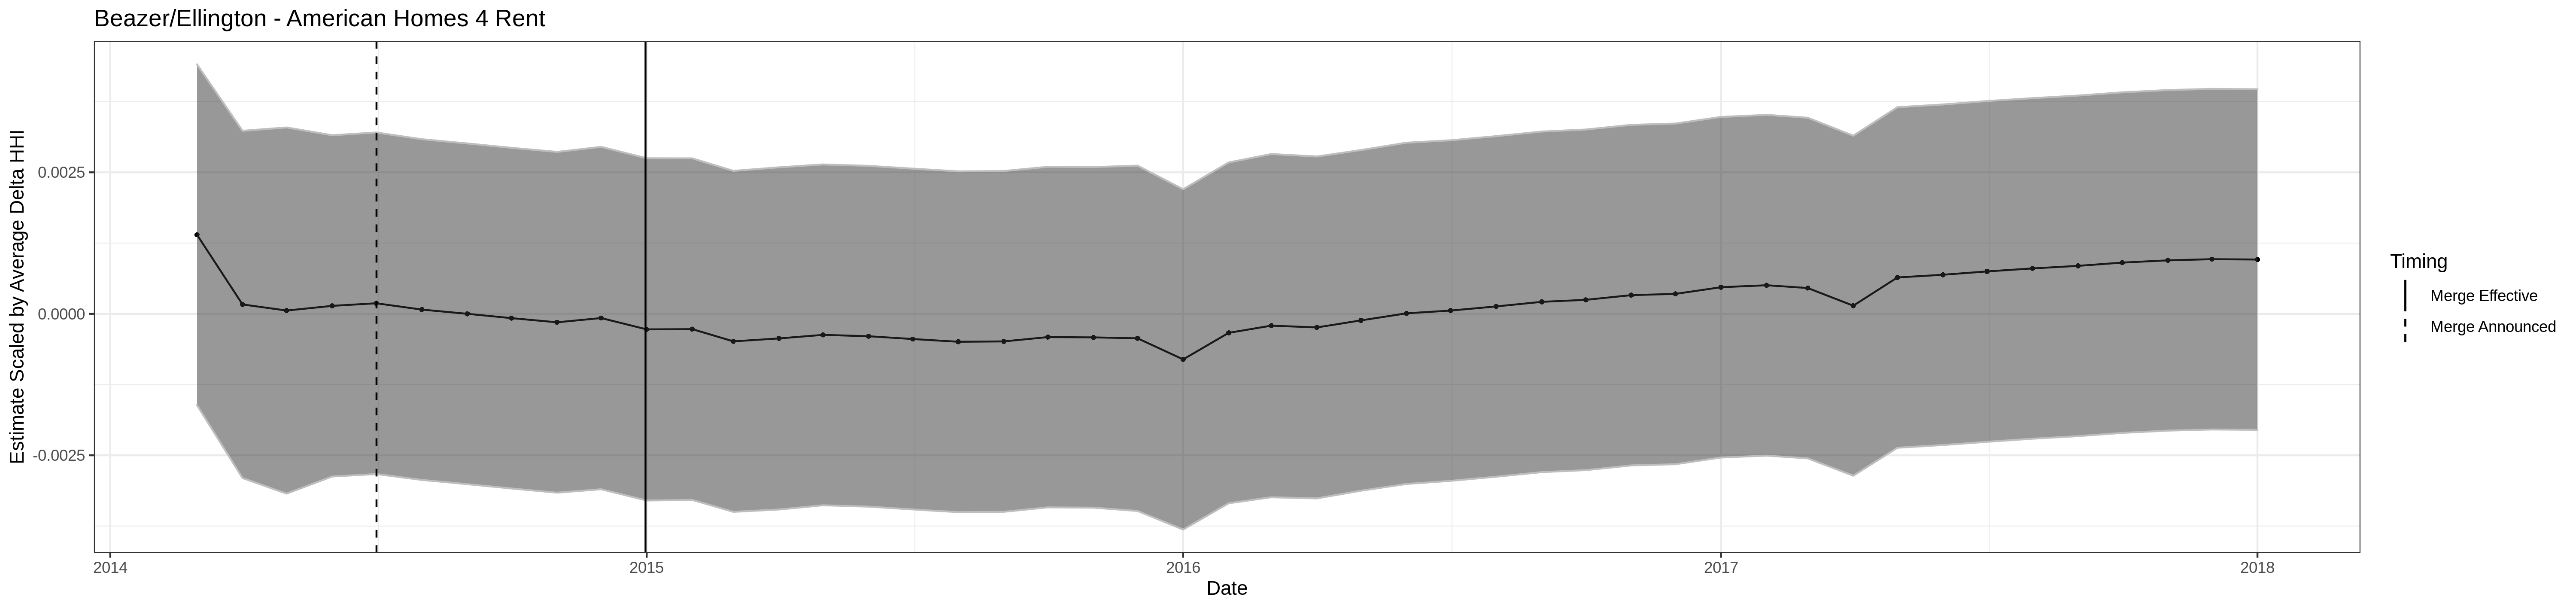 Beazer/Ellington - American Homes 4 Rent
Estimate Scaled by Average Delta HHI
0.0025
0.0000
-0.0025
2014
2015
2016
2017
2018
Date
Timing
Merge Effective
Merge Announced